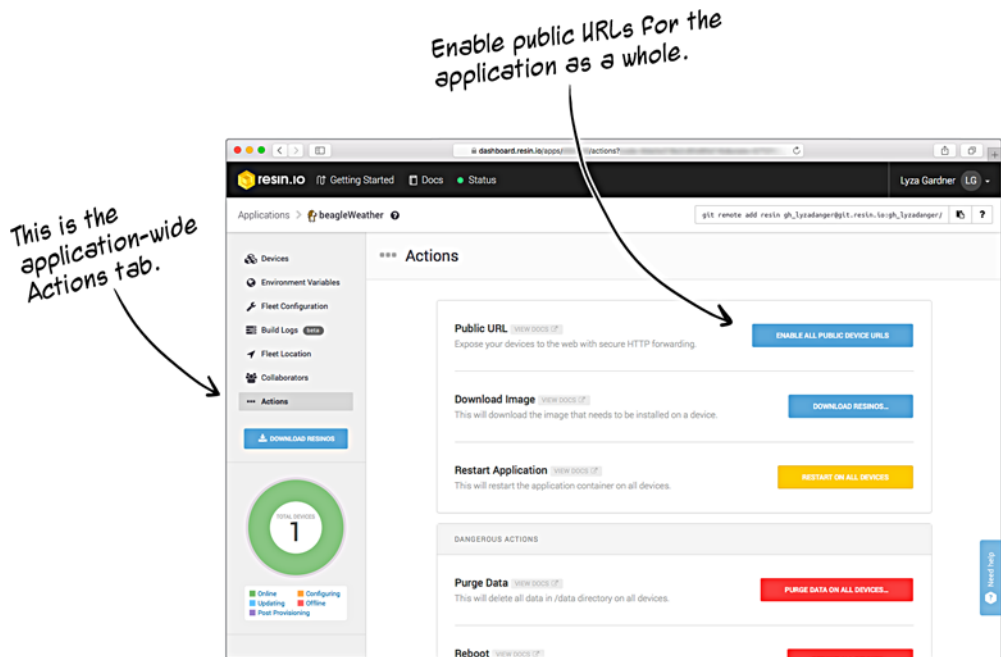 Enable public URLs for the
application as a whole.
This is the
application-wide
Actions tab.
dashboard.resin.io/apps/ /actions?
resin.io Getting Started Docs Status Lyza Gardner LG
Applications > beagleWeather git remote add resin gh_lyzadanger@git.resin.io:gh_lyzadanger/
Devices
Environment Variables
Fleet Configuration
Build Logs beta
Fleet Location
Collaborators
Actions
DOWNLOAD RESINOS
TOTAL DEVICES
1
Online Configuring
Updating Offline
Post Provisioning
Actions
Public URL VIEW DOCS
Expose your devices to the web with secure HTTP forwarding.
ENABLE ALL PUBLIC DEVICE URLS
Download Image VIEW DOCS
This will download the image that needs to be installed on a device.
DOWNLOAD RESINOS...
Restart Application VIEW DOCS
This will restart the application container on all devices.
RESTART ON ALL DEVICES
DANGEROUS ACTIONS
Purge Data VIEW DOCS
This will delete all data in /data directory on all devices.
PURGE DATA ON ALL DEVICES...
Reboot VIEW DOCS
Need help